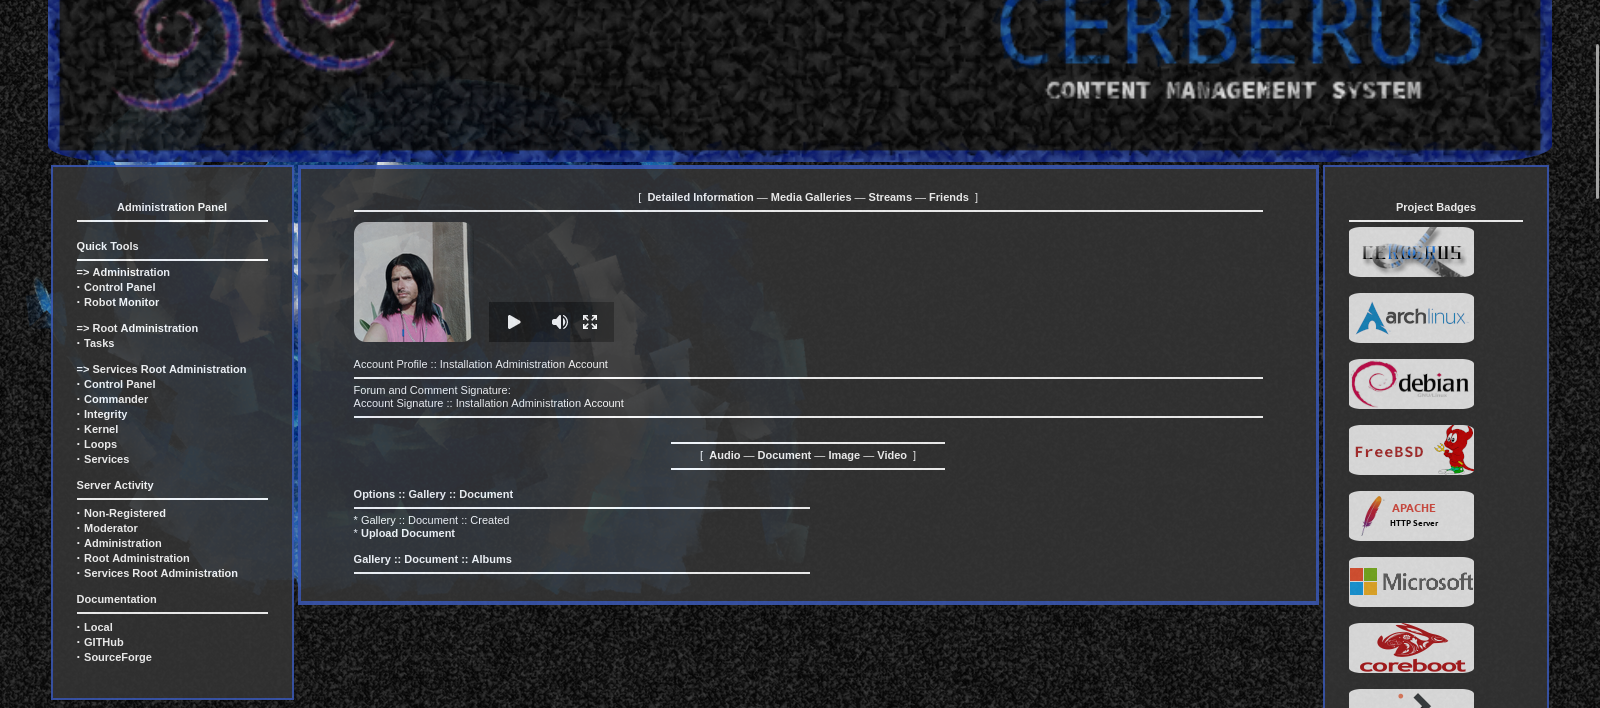 CERBERUS
CONTENT MANAGEMENT SYSTEM
Administration Panel
Quick Tools
=> Administration
· Control Panel
· Robot Monitor
=> Root Administration
· Tasks
=> Services Root Administration
· Control Panel
· Commander
· Integrity
· Kernel
· Loops
· Services
Server Activity
· Non-Registered
· Moderator
· Administration
· Root Administration
· Services Root Administration
Documentation
· Local
· GITHub
· SourceForge
[ Detailed Information — Media Galleries — Streams — Friends ]
Account Profile :: Installation Administration Account
Forum and Comment Signature:
Account Signature :: Installation Administration Account
[ Audio — Document — Image — Video ]
Options :: Gallery :: Document
* Gallery :: Document :: Created
* Upload Document
Gallery :: Document :: Albums
Project Badges
CERBERUS
archlinux
debian
FreeBSD
APACHE
HTTP Server
Microsoft
coreboot